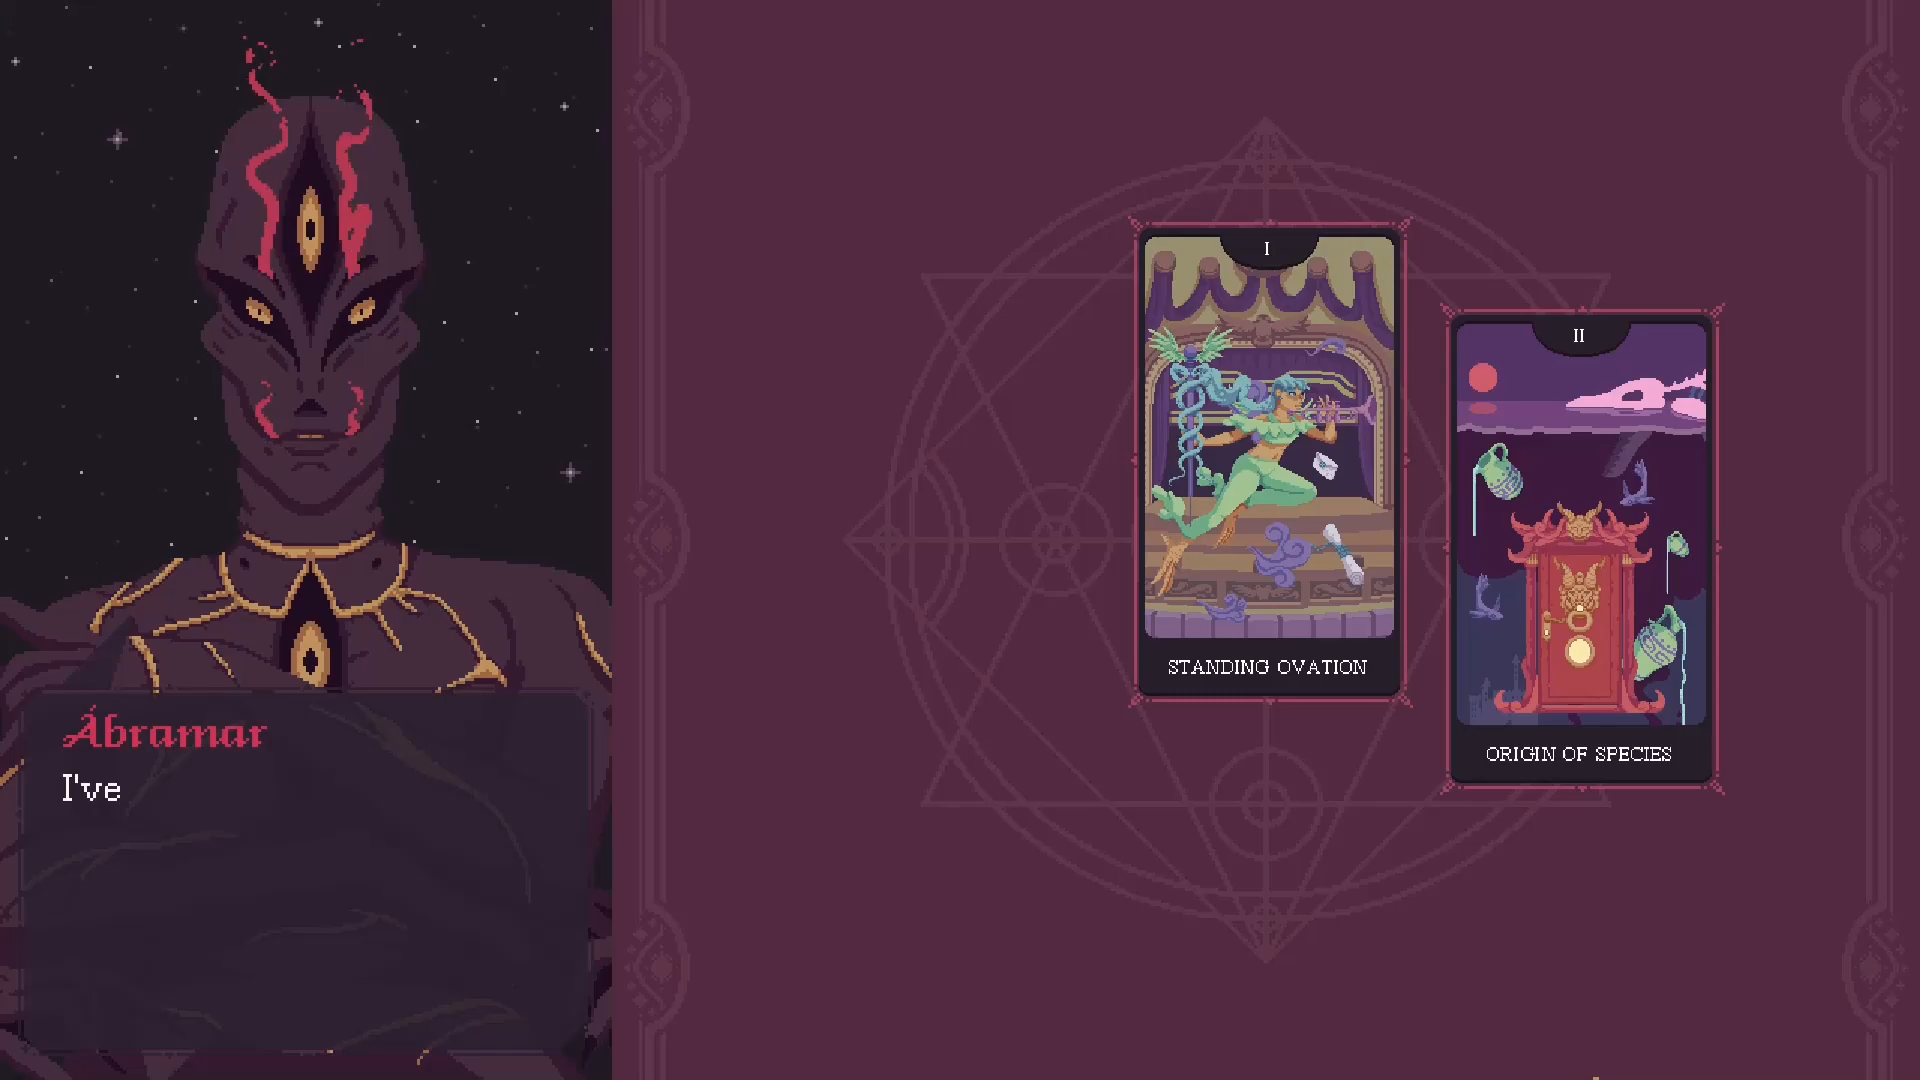 Ábramar
I've
I
STANDING OVATION
II
ORIGIN OF SPECIES